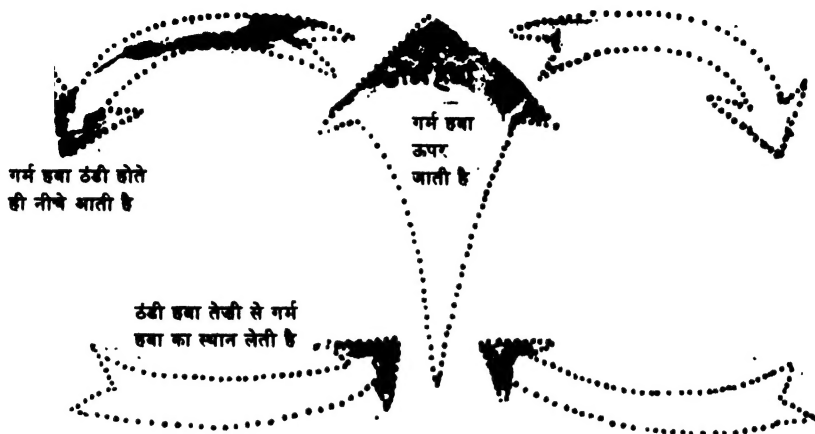 गर्म हवा
ऊपर
जाती है
गर्म हवा ठंडी होते
ही नीचे आती है
ठंडी हवा तेज़ी से गर्म
हवा का स्थान लेती है